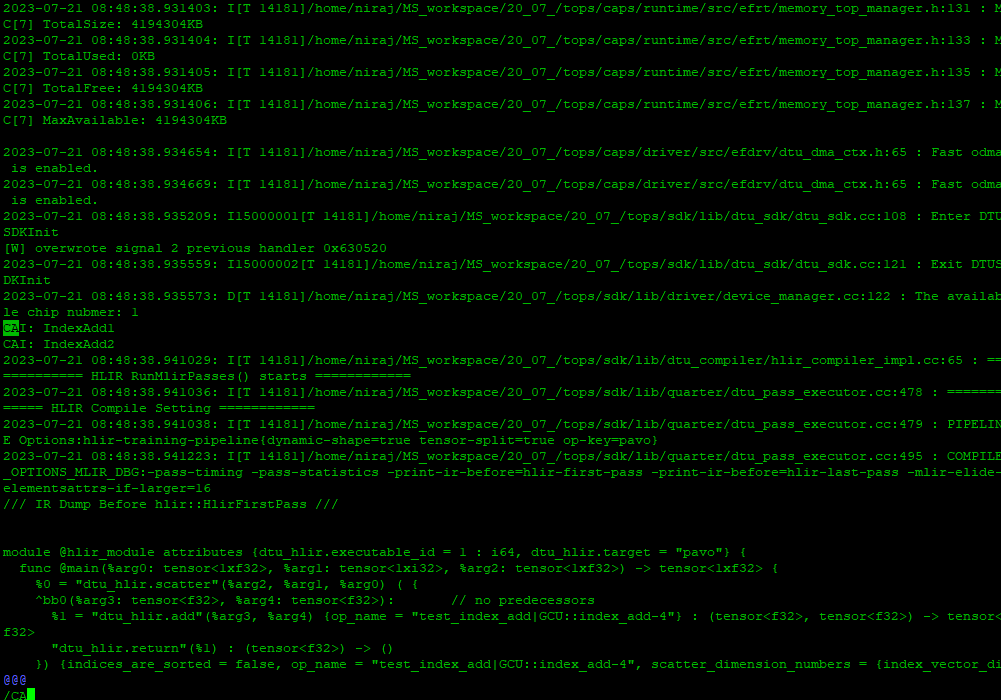 2023-07-21 08:48:38.931403: I[T 14181]/home/niraj/MS_workspace/20_07_/tops/caps/runtime/src/efrt/memory_top_manager.h:131 : M
C[7] TotalSize: 4194304KB
2023-07-21 08:48:38.931404: I[T 14181]/home/niraj/MS_workspace/20_07_/tops/caps/runtime/src/efrt/memory_top_manager.h:133 : M
C[7] TotalUsed: 0KB
2023-07-21 08:48:38.931405: I[T 14181]/home/niraj/MS_workspace/20_07_/tops/caps/runtime/src/efrt/memory_top_manager.h:135 : M
C[7] TotalFree: 4194304KB
2023-07-21 08:48:38.931406: I[T 14181]/home/niraj/MS_workspace/20_07_/tops/caps/runtime/src/efrt/memory_top_manager.h:137 : M
C[7] MaxAvailable: 4194304KB
2023-07-21 08:48:38.934654: I[T 14181]/home/niraj/MS_workspace/20_07_/tops/caps/driver/src/efdrv/dtu_dma_ctx.h:65 : Fast odma
 is enabled.
2023-07-21 08:48:38.934669: I[T 14181]/home/niraj/MS_workspace/20_07_/tops/caps/driver/src/efdrv/dtu_dma_ctx.h:65 : Fast odma
 is enabled.
2023-07-21 08:48:38.935209: I15000001[T 14181]/home/niraj/MS_workspace/20_07_/tops/sdk/lib/dtu_sdk/dtu_sdk.cc:108 : Enter DTU
SDKInit
[W] overwrote signal 2 previous handler 0x630520
2023-07-21 08:48:38.935559: I15000002[T 14181]/home/niraj/MS_workspace/20_07_/tops/sdk/lib/dtu_sdk/dtu_sdk.cc:121 : Exit DTUS
DKInit
2023-07-21 08:48:38.935573: D[T 14181]/home/niraj/MS_workspace/20_07_/tops/sdk/lib/driver/device_manager.cc:122 : The availab
le chip nubmer: 1
CAI: IndexAdd1
CAI: IndexAdd2
2023-07-21 08:48:38.941029: I[T 14181]/home/niraj/MS_workspace/20_07_/tops/sdk/lib/dtu_compiler/hlir_compiler_impl.cc:65 : ==
========== HLIR RunMlirPasses() starts ============
2023-07-21 08:48:38.941036: I[T 14181]/home/niraj/MS_workspace/20_07_/tops/sdk/lib/quarter/dtu_pass_executor.cc:478 : =======
===== HLIR Compile Setting ============
2023-07-21 08:48:38.941038: I[T 14181]/home/niraj/MS_workspace/20_07_/tops/sdk/lib/quarter/dtu_pass_executor.cc:479 : PIPELIN
E Options:hlir-training-pipeline{dynamic-shape=true tensor-split=true op-key=pavo}
2023-07-21 08:48:38.941223: I[T 14181]/home/niraj/MS_workspace/20_07_/tops/sdk/lib/quarter/dtu_pass_executor.cc:495 : COMPILE
_OPTIONS_MLIR_DBG:-pass-timing -pass-statistics -print-ir-before=hlir-first-pass -print-ir-before=hlir-last-pass -mlir-elide-
elementsattrs-if-larger=16
/// IR Dump Before hlir::HlirFirstPass ///
module @hlir_module attributes {dtu_hlir.executable_id = 1 : i64, dtu_hlir.target = "pavo"} {
  func @main(%arg0: tensor<1xf32>, %arg1: tensor<1xi32>, %arg2: tensor<1xf32>) -> tensor<1xf32> {
    %0 = "dtu_hlir.scatter"(%arg2, %arg1, %arg0) ( {
    ^bb0(%arg3: tensor<f32>, %arg4: tensor<f32>):       // no predecessors
      %1 = "dtu_hlir.add"(%arg3, %arg4) {op_name = "test_index_add|GCU::index_add-4"} : (tensor<f32>, tensor<f32>) -> tensor<
f32>
      "dtu_hlir.return"(%1) : (tensor<f32>) -> ()
    }) {indices_are_sorted = false, op_name = "test_index_add|GCU::index_add-4", scatter_dimension_numbers = {index_vector_di
@@@
/CA